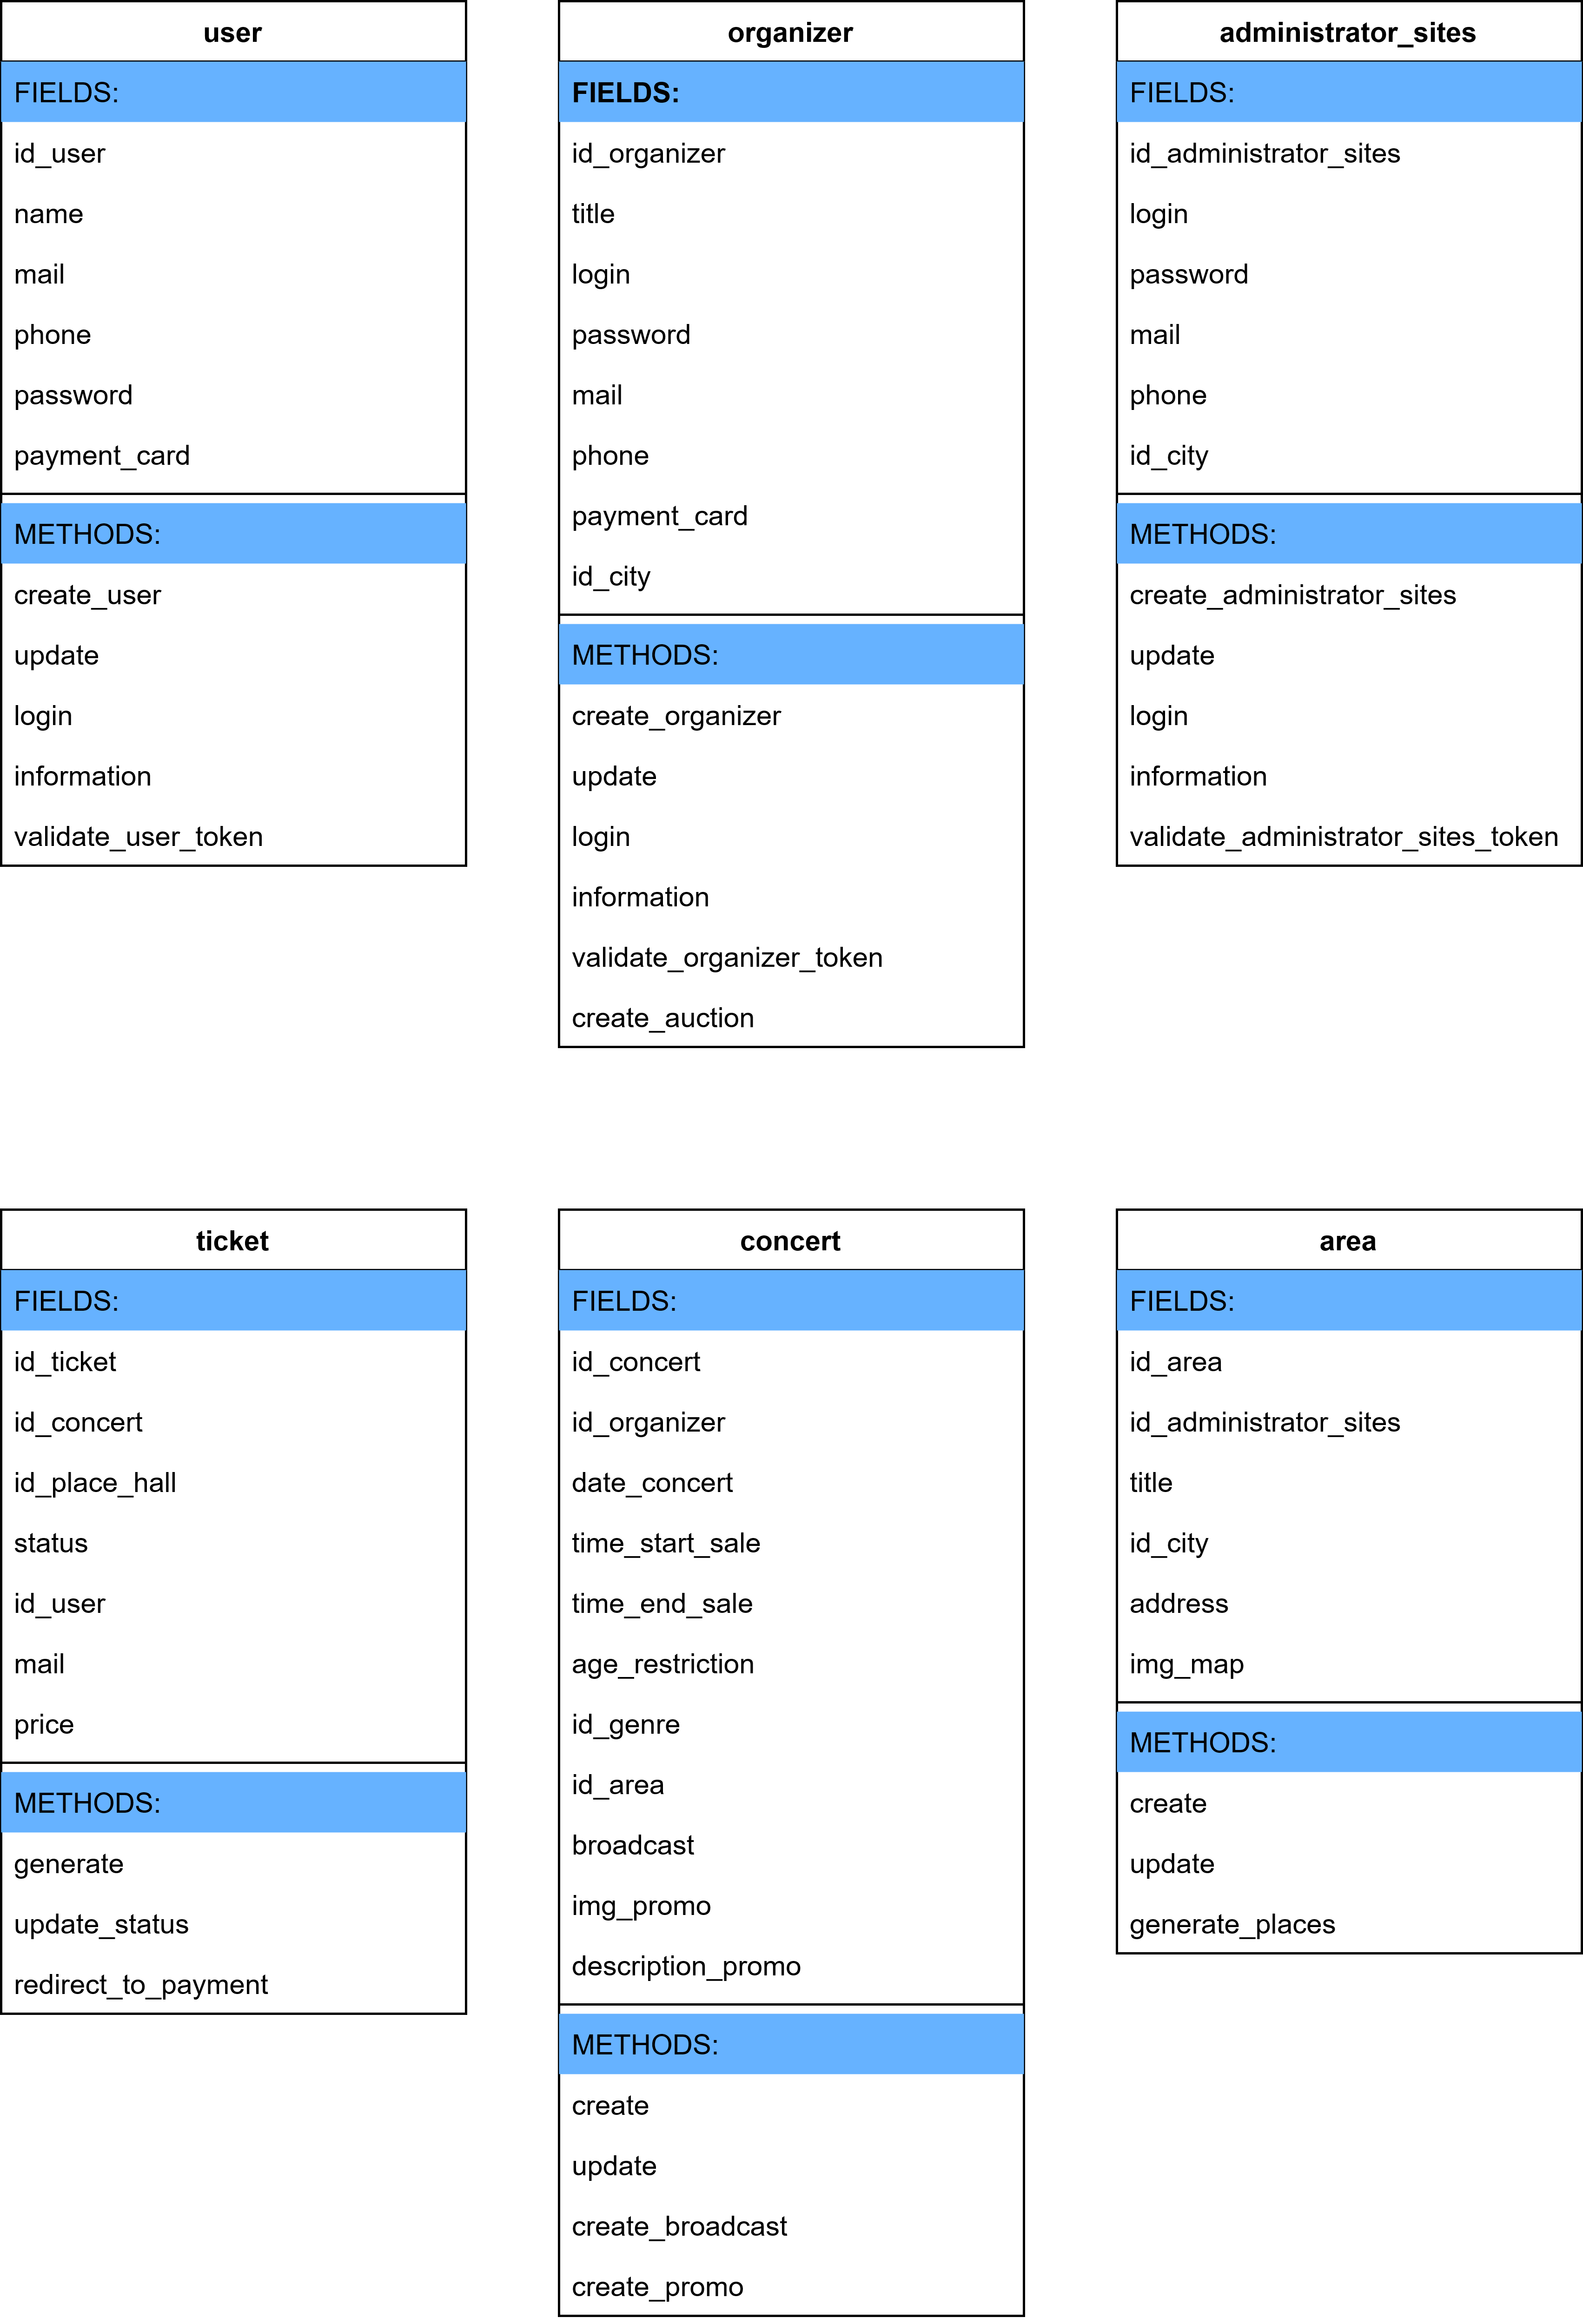 user
FIELDS:
id_user
name
mail
phone
password
payment_card
METHODS:
create_user
update
login
information
validate_user_token
organizer
FIELDS:
id_organizer
title
login
password
mail
phone
payment_card
id_city
METHODS:
create_organizer
update
login
information
validate_organizer_token
create_auction
administrator_sites
FIELDS:
id_administrator_sites
login
password
mail
phone
id_city
METHODS:
create_administrator_sites
update
login
information
validate_administrator_sites_token
ticket
FIELDS:
id_ticket
id_concert
id_place_hall
status
id_user
mail
price
METHODS:
generate
update_status
redirect_to_payment
concert
FIELDS:
id_concert
id_organizer
date_concert
time_start_sale
time_end_sale
age_restriction
id_genre
id_area
broadcast
img_promo
description_promo
METHODS:
create
update
create_broadcast
create_promo
area
FIELDS:
id_area
id_administrator_sites
title
id_city
address
img_map
METHODS:
create
update
generate_places